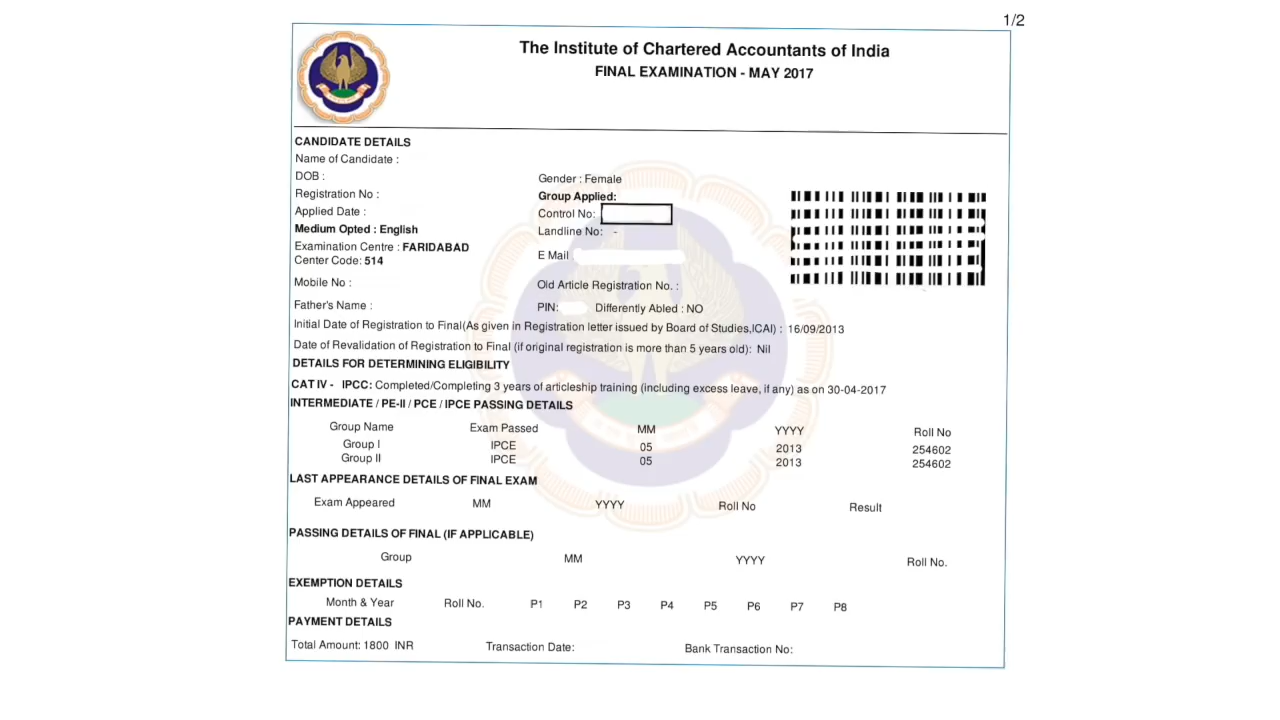 1/2
The Institute of Chartered Accountants of India
FINAL EXAMINATION - MAY 2017
CANDIDATE DETAILS
Name of Candidate :
DOB :
Gender : Female
Registration No :
Group Applied:
Applied Date :
Control No:
Medium Opted : English
Landline No: -
Examination Centre : FARIDABAD
Center Code: 514
E Mail
Mobile No :
Old Article Registration No. :
Father's Name :
PIN: Differently Abled : NO
Initial Date of Registration to Final(As given in Registration letter issued by Board of Studies,ICAI) : 16/09/2013
Date of Revalidation of Registration to Final (if original registration is more than 5 years old): Nil
DETAILS FOR DETERMINING ELIGIBILITY
CAT IV - IPCC: Completed/Completing 3 years of articleship training (including excess leave, if any) as on 30-04-2017
INTERMEDIATE / PE-II / PCE / IPCE PASSING DETAILS
Group Name Exam Passed MM YYYY Roll No
Group I IPCE 05 2013 254602
Group II IPCE 05 2013 254602
LAST APPEARANCE DETAILS OF FINAL EXAM
Exam Appeared MM YYYY Roll No Result
PASSING DETAILS OF FINAL (IF APPLICABLE)
Group MM YYYY Roll No.
EXEMPTION DETAILS
Month & Year Roll No. P1 P2 P3 P4 P5 P6 P7 P8
PAYMENT DETAILS
Total Amount: 1800 INR Transaction Date: Bank Transaction No: